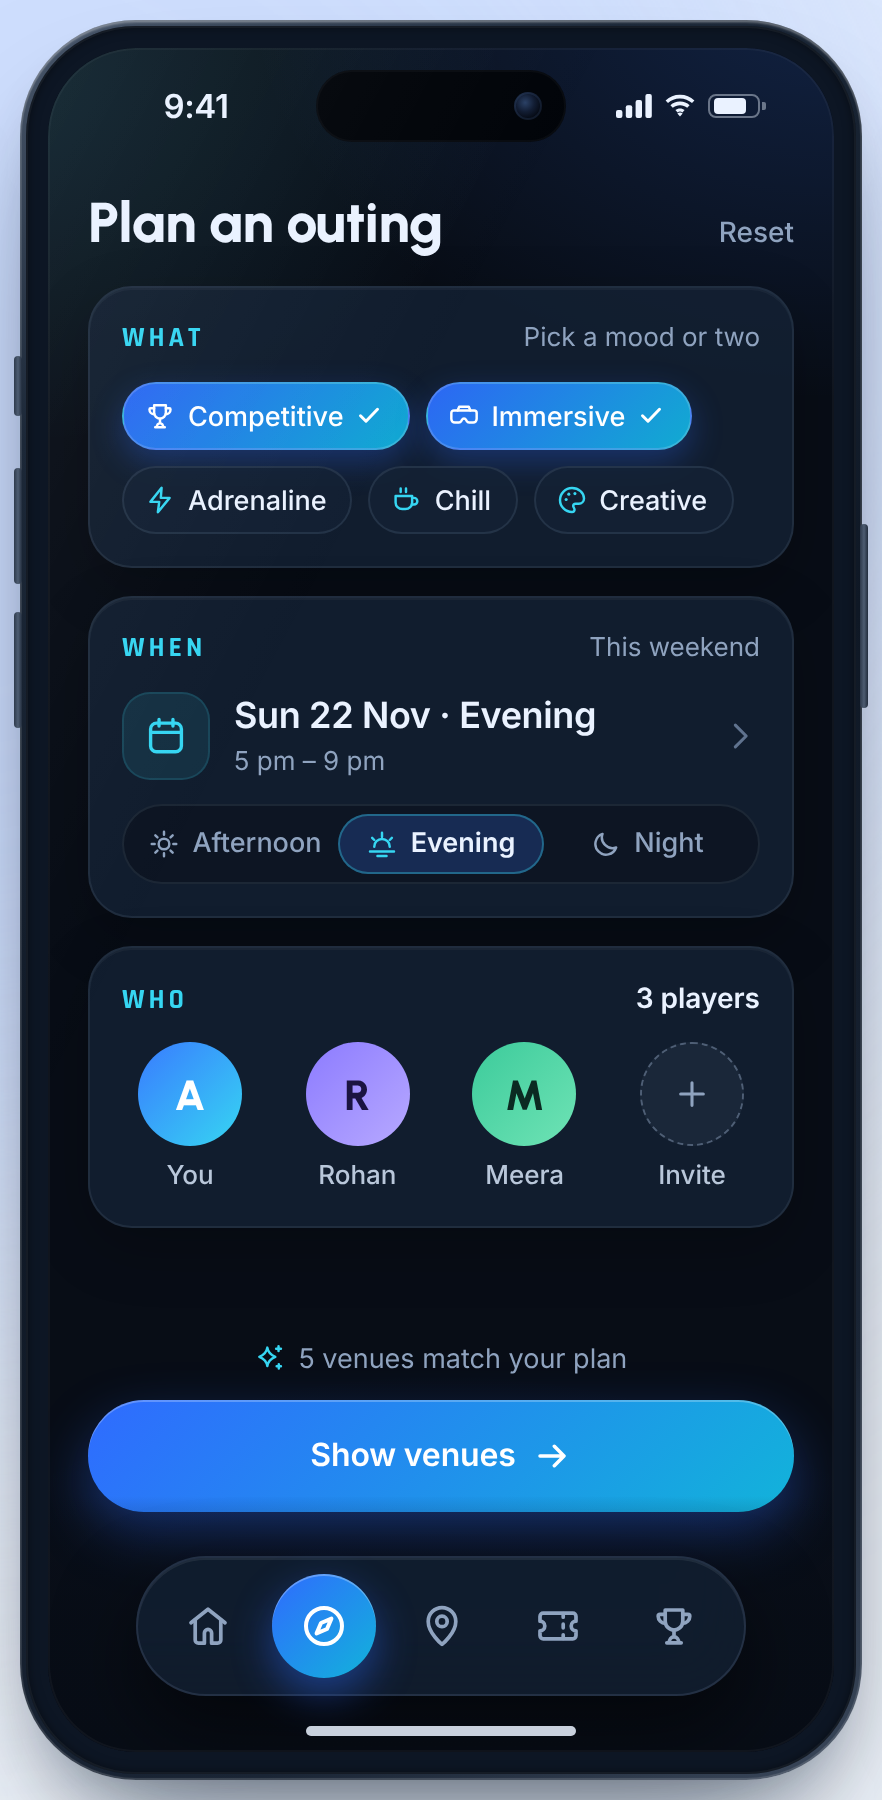 9:41
Plan an outing
Reset
WHAT
Pick a mood or two
Competitive
Immersive
Adrenaline
Chill
Creative
WHEN
This weekend
Sun 22 Nov · Evening
5 pm – 9 pm
Afternoon
Evening
Night
WHO
3 players
A
R
M
You
Rohan
Meera
Invite
5 venues match your plan
Show venues